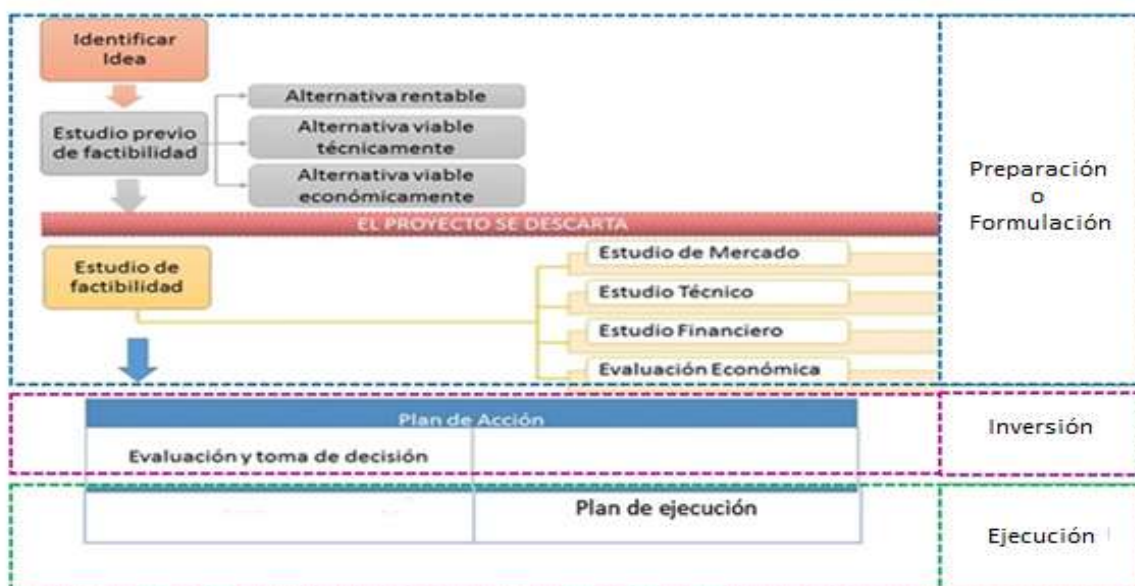 Identificar
Idea
Estudio previo
de factibilidad
Alternativa rentable
Alternativa viable
técnicamente
Alternativa viable
económicamente
EL PROYECTO SE DESCARTA
Estudio de
factibilidad
Estudio de Mercado
Estudio Técnico
Estudio Financiero
Evaluación Económica
Preparación
o
Formulación
Plan de Acción
Evaluación y toma de decisión
Inversión
Plan de ejecución
Ejecución